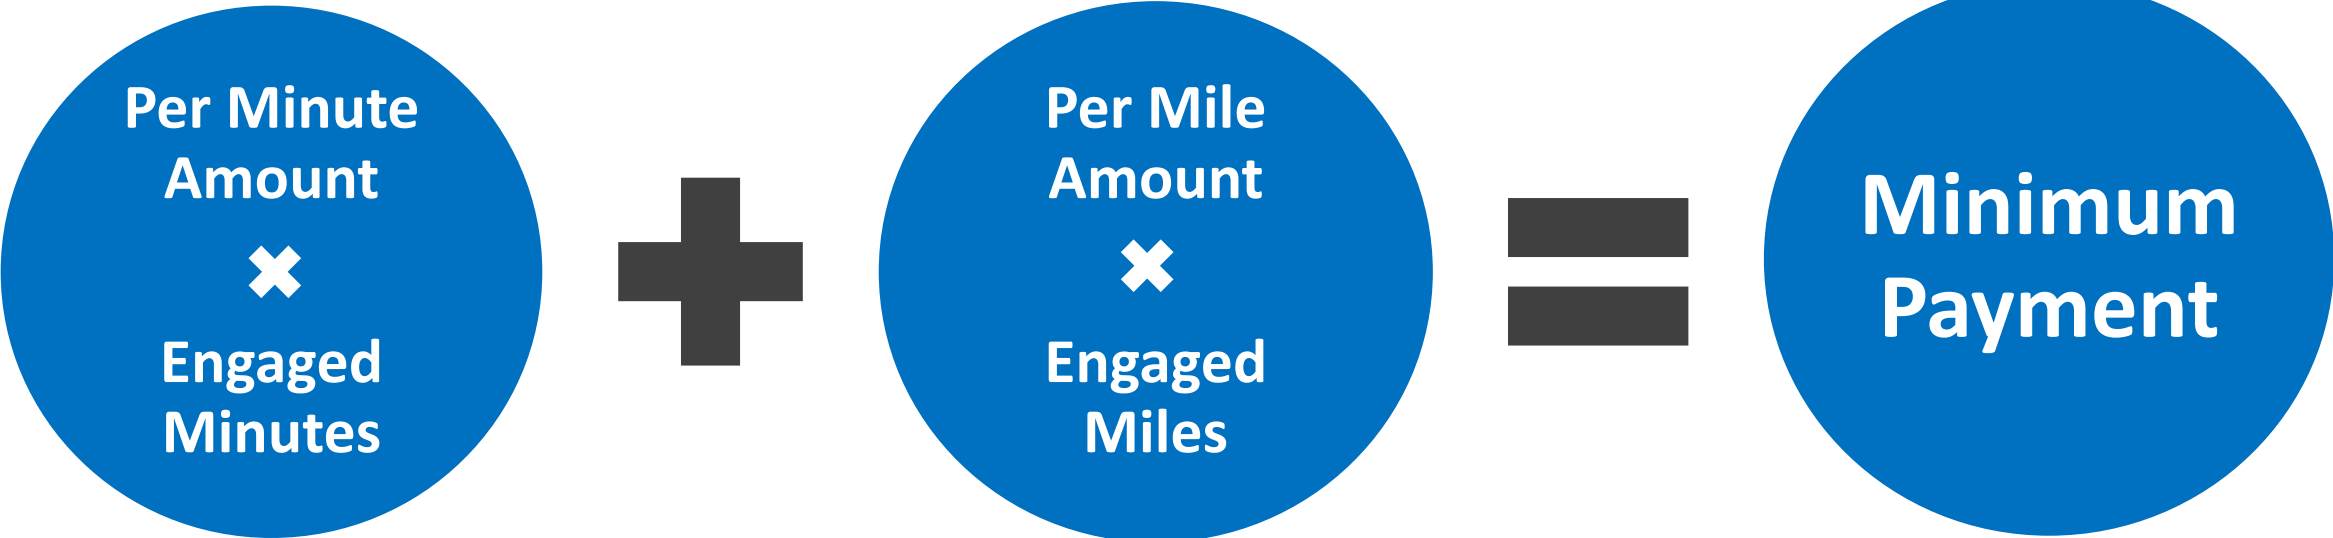 Per Minute
Amount
✖
Engaged
Minutes
+
Per Mile
Amount
✖
Engaged
Miles
=
Minimum
Payment